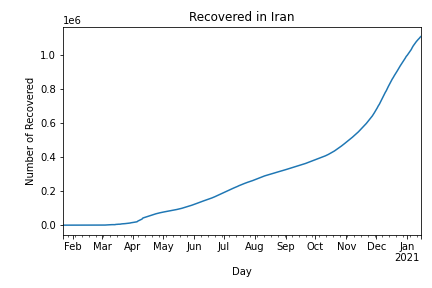 Recovered in Iran
1e6
Number of Recovered
1.0
0.8
0.6
0.4
0.2
0.0
Feb Mar Apr May Jun Jul Aug Sep Oct Nov Dec Jan
2021
Day